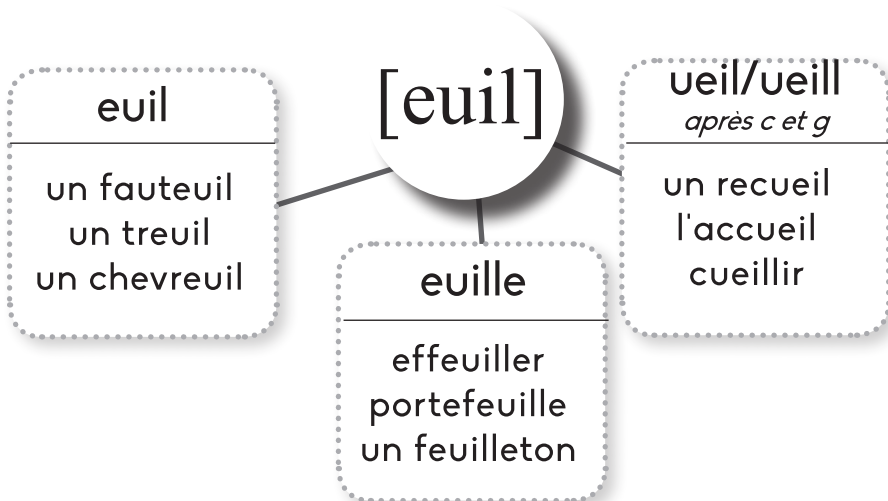 [euil]
euil
un fauteuil
un treuil
un chevreuil
euille
effeuiller
portefeuille
un feuilleton
ueil/ueill
après c et g
un recueil
l'accueil
cueillir